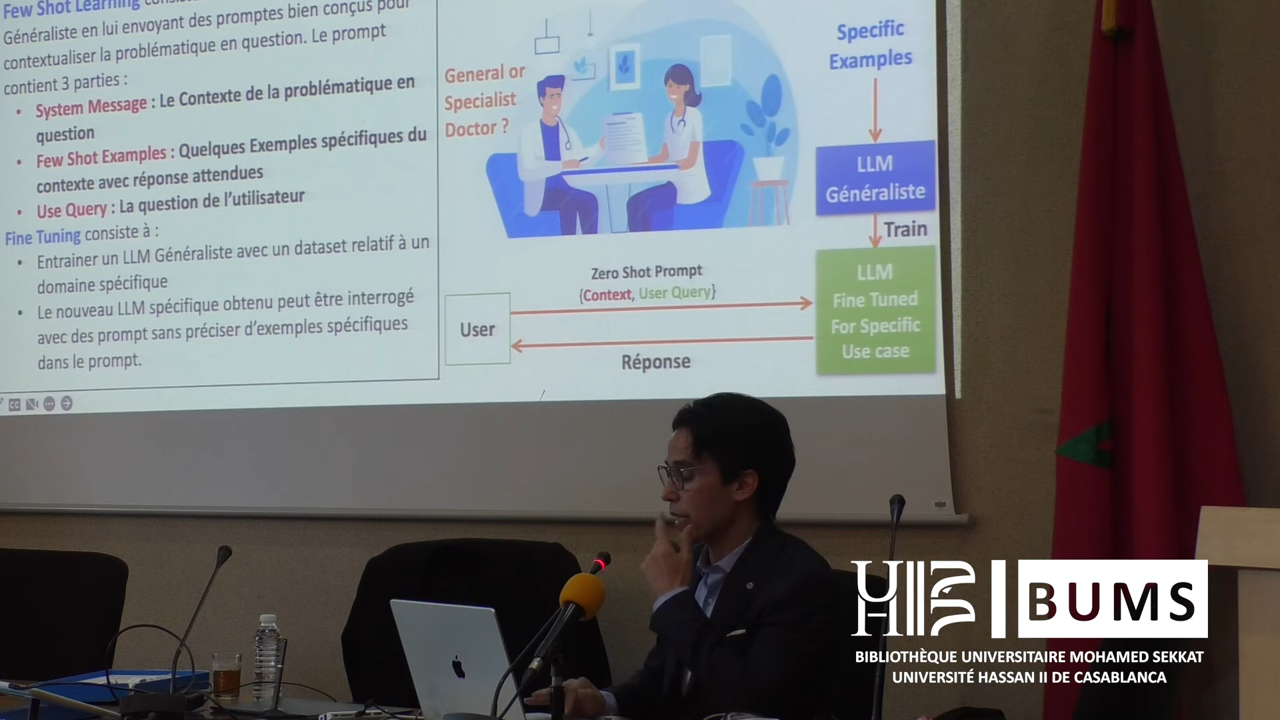 Few Shot Learning
Généraliste en lui envoyant des promptes bien conçus pour
contextualiser la problématique en question. Le prompt
contient 3 parties :
• System Message : Le Contexte de la problématique en
question
• Few Shot Examples : Quelques Exemples spécifiques du
contexte avec réponse attendues
• Use Query : La question de l'utilisateur
Fine Tuning consiste à :
• Entrainer un LLM Généraliste avec un dataset relatif à un
domaine spécifique
• Le nouveau LLM spécifique obtenu peut être interrogé
avec des prompt sans préciser d'exemples spécifiques
dans le prompt.
General or
Specialist
Doctor ?
Specific
Examples
LLM
Généraliste
Train
Zero Shot Prompt
{Context, User Query}
User
Réponse
LLM
Fine Tuned
For Specific
Use case
CC
UH
BUMS
BIBLIOTHÈQUE UNIVERSITAIRE MOHAMED SEKKAT
UNIVERSITÉ HASSAN II DE CASABLANCA